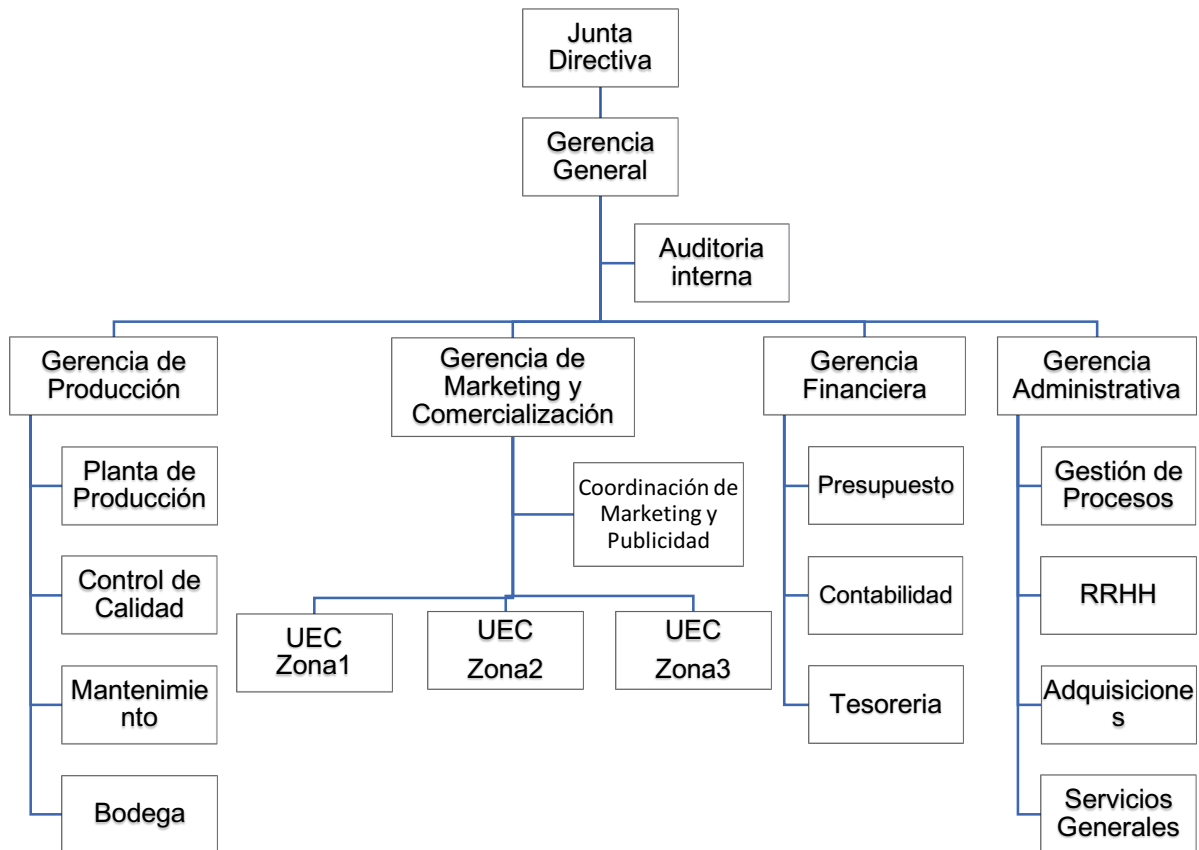 Junta
Directiva
Gerencia
General
Auditoria
interna
Gerencia de
Producción
Gerencia de
Marketing y
Comercialización
Gerencia
Financiera
Gerencia
Administrativa
Planta de
Producción
Control de
Calidad
Mantenimie
nto
Bodega
Coordinación de
Marketing y
Publicidad
UEC
Zona1
UEC
Zona2
UEC
Zona3
Presupuesto
Contabilidad
Tesoreria
Gestión de
Procesos
RRHH
Adquisicione
s
Servicios
Generales